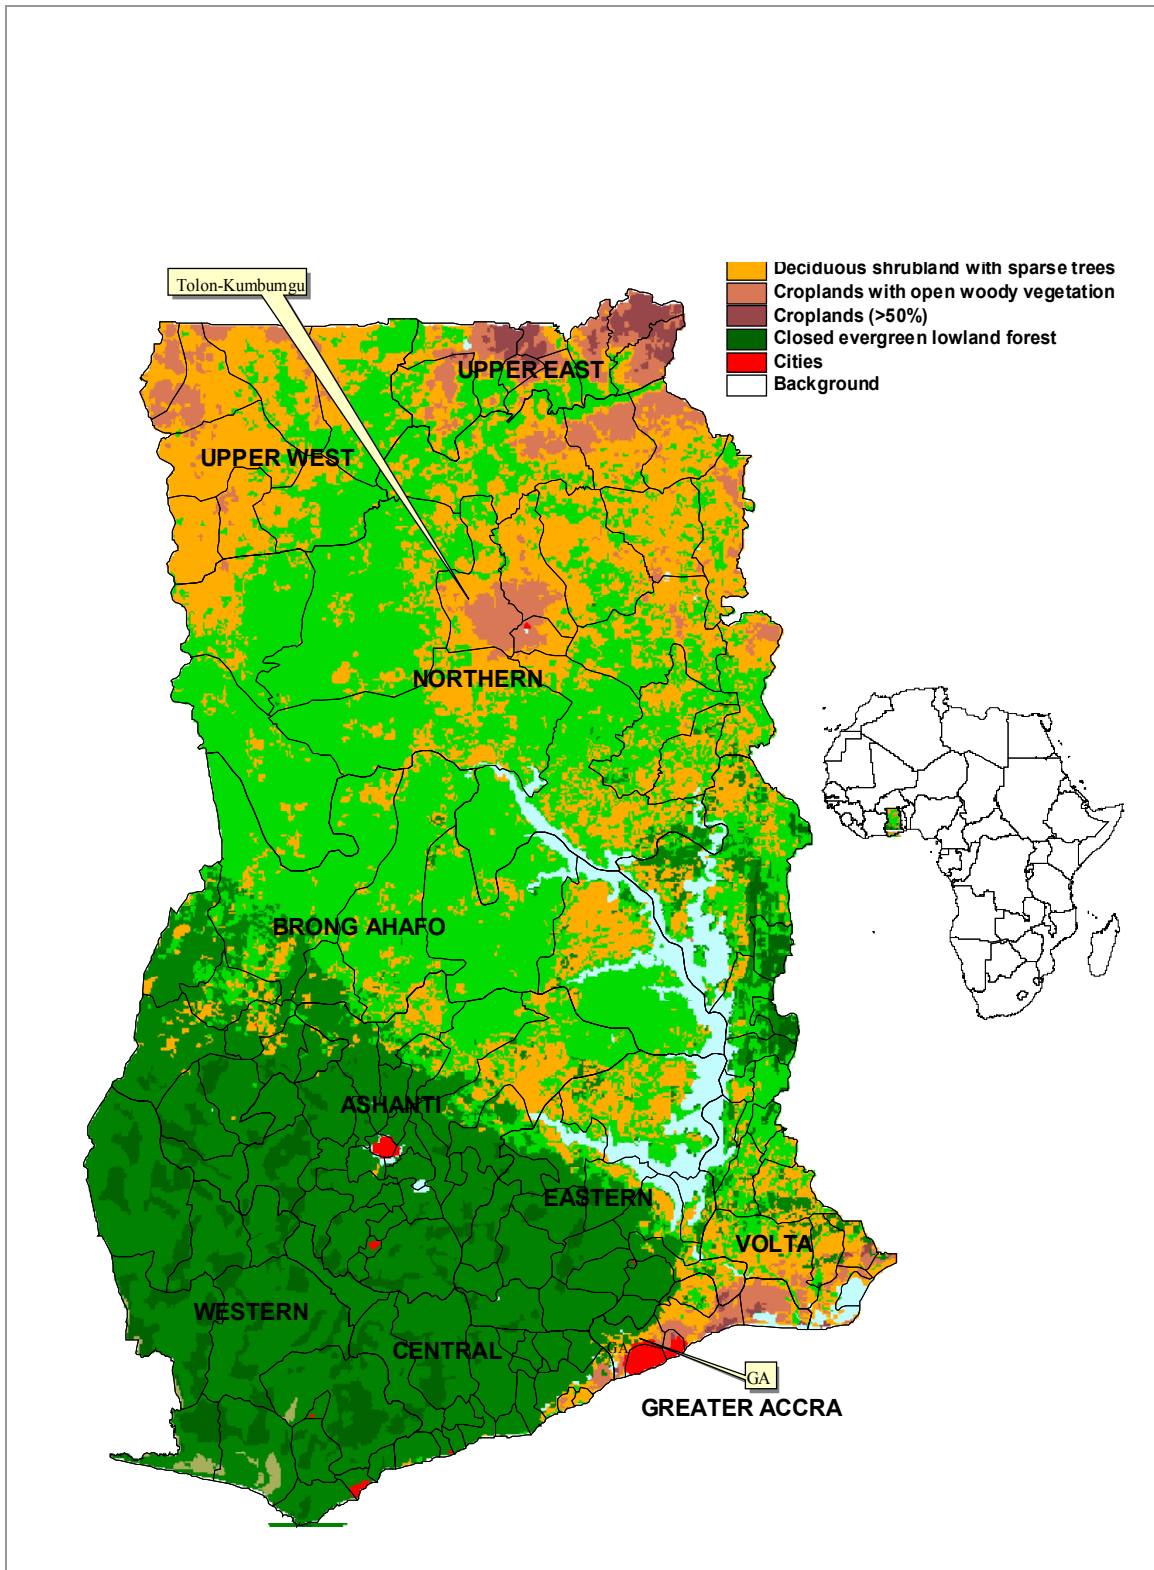 Deciduous shrubland with sparse trees
Tolon-Kumbumgu
Croplands with open woody vegetation
Croplands (>50%)
Closed evergreen lowland forest
Cities
Background
UPPER EAST
UPPER WEST
NORTHERN
BRONG AHAFO
ASHANTI
EASTERN
VOLTA
WESTERN
CENTRAL
GA
GA
GREATER ACCRA